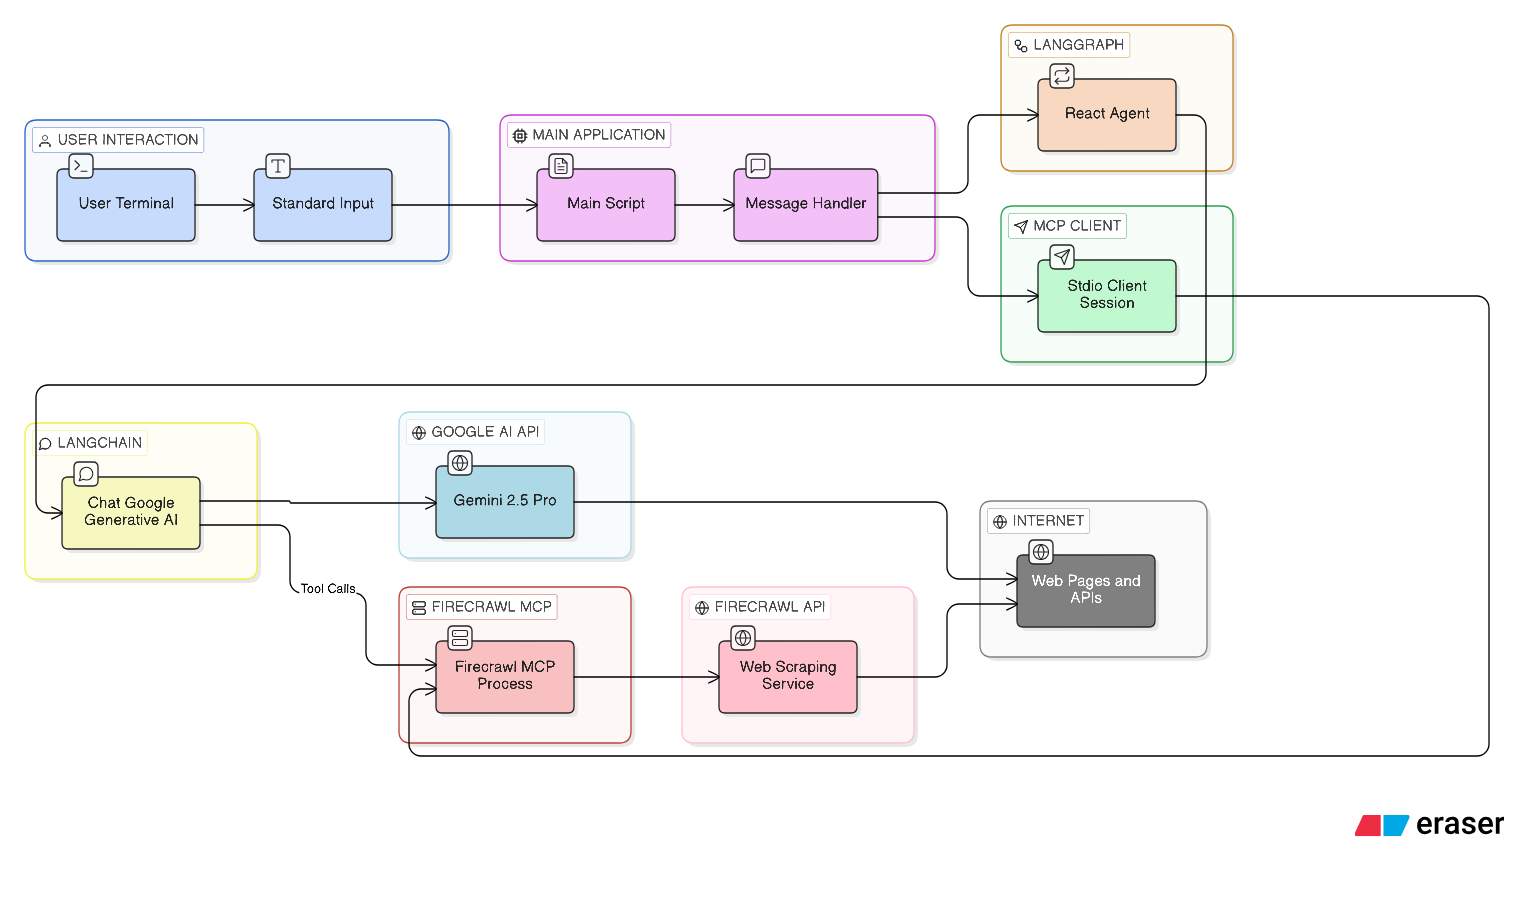 LANGGRAPH
React Agent
USER INTERACTION
User Terminal
Standard Input
MAIN APPLICATION
Main Script
Message Handler
MCP CLIENT
Stdio Client
Session
LANGCHAIN
Chat Google
Generative AI
GOOGLE AI API
Gemini 2.5 Pro
Tool Calls
INTERNET
Web Pages and
APIs
FIRECRAWL MCP
Firecrawl MCP
Process
FIRECRAWL API
Web Scraping
Service
eraser